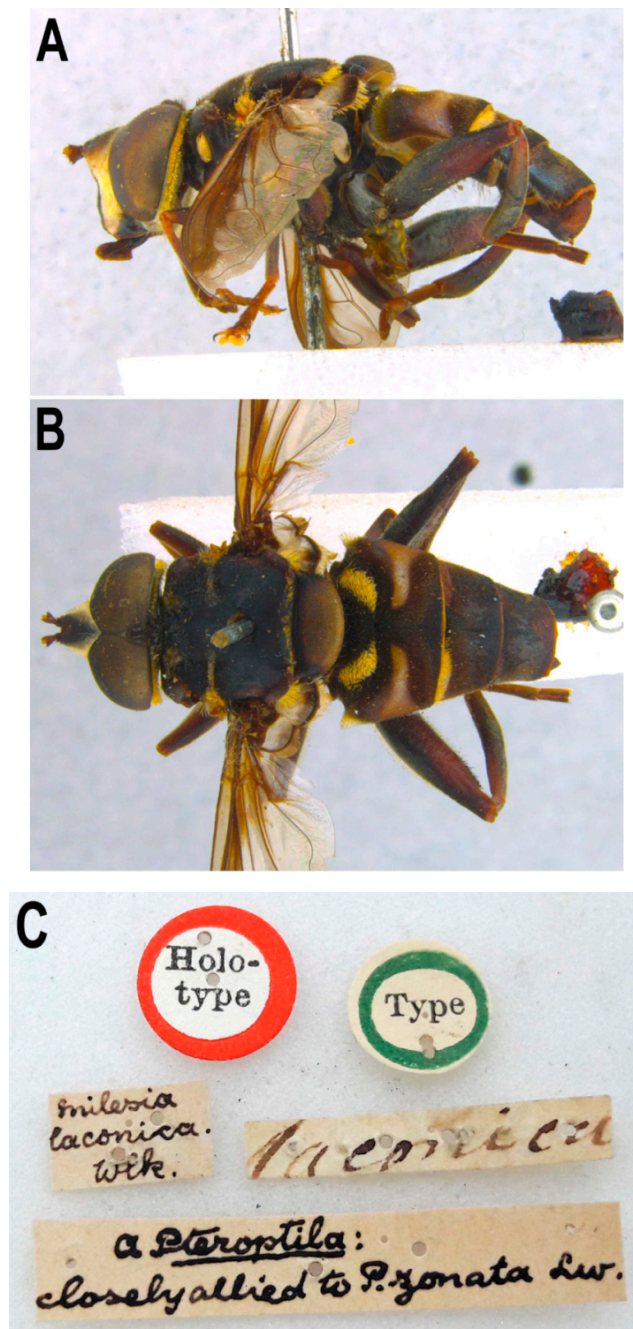 A
B
C
Holo-
type
Type
Milesia
laconica.
Wlk.
laconica
a Pteroptila:
closely allied to P. zonata Lw.